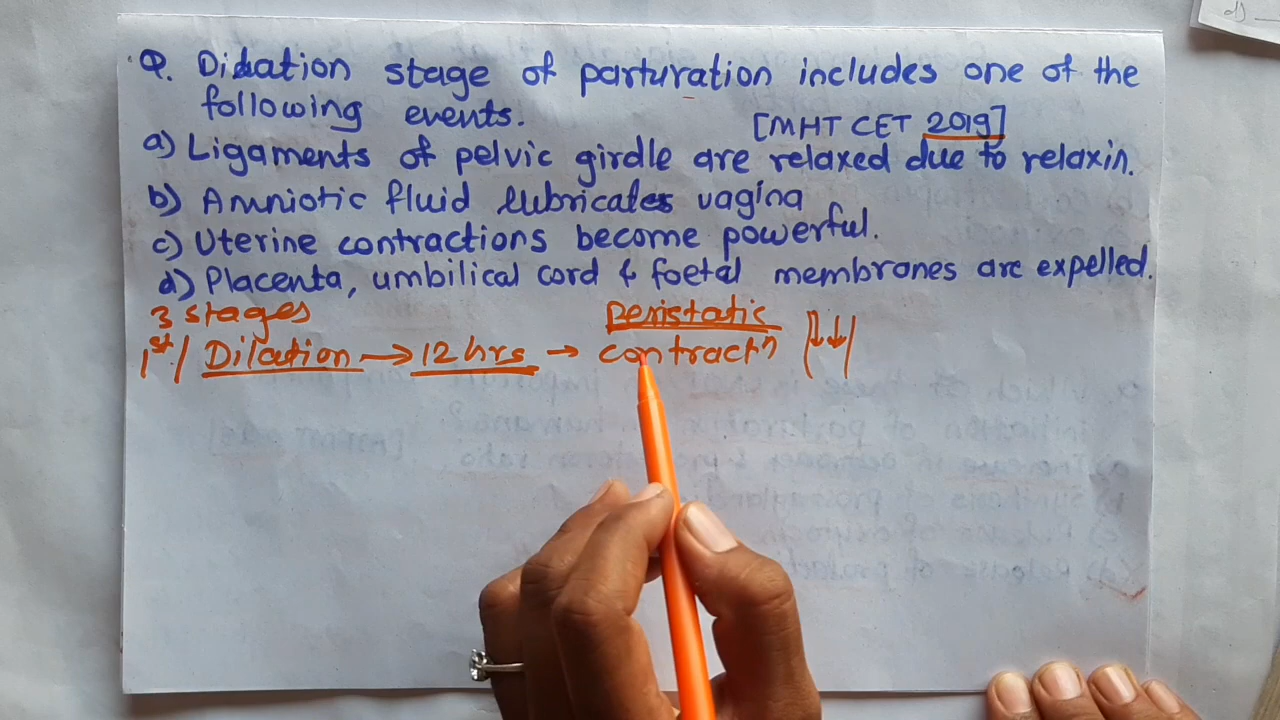 Q. Dilation stage of parturation includes one of the
following events.
[MHT CET 2019]
a) Ligaments of pelvic girdle are relaxed due to relaxin.
b) Amniotic fluid lubricates vagina
c) Uterine contractions become powerful.
d) Placenta, umbilical cord & foetal membranes are expelled.
3 stages
1st/ Dilation → 12 hrs → peristatic
contractn